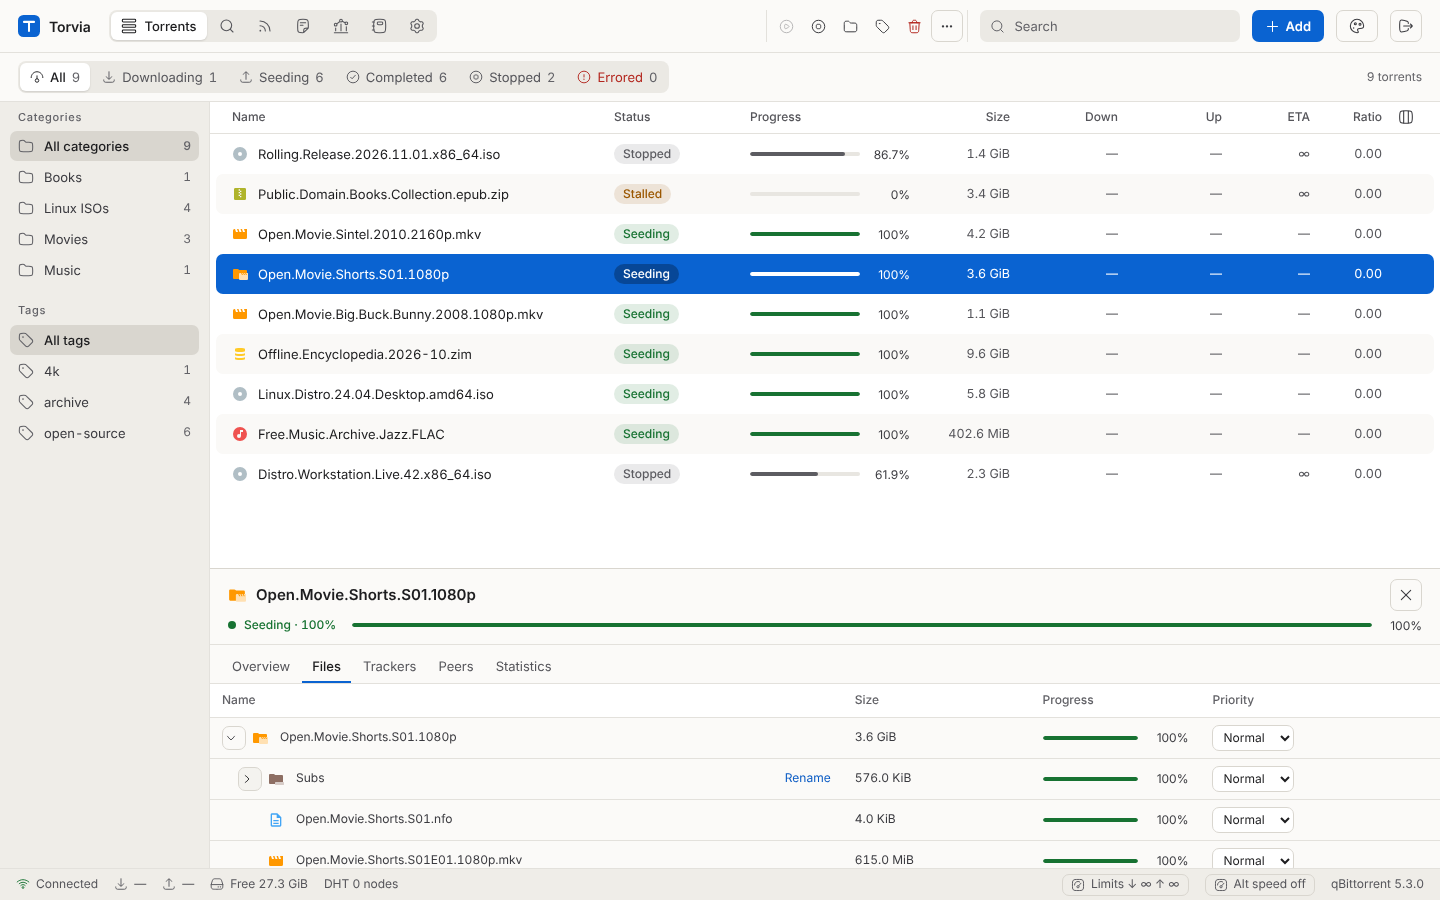 Torvia Torrents Search Add
All 9 Downloading 1 Seeding 6 Completed 6 Stopped 2 Errored 0 9 torrents
Categories
All categories 9
Books 1
Linux ISOs 4
Movies 3
Music 1
Tags
All tags
4k 1
archive 4
open-source 6
Name Status Progress Size Down Up ETA Ratio
Rolling.Release.2026.11.01.x86_64.iso Stopped 86.7% 1.4 GiB — — ∞ 0.00
Public.Domain.Books.Collection.epub.zip Stalled 0% 3.4 GiB — — ∞ 0.00
Open.Movie.Sintel.2010.2160p.mkv Seeding 100% 4.2 GiB — — — 0.00
Open.Movie.Shorts.S01.1080p Seeding 100% 3.6 GiB — — — 0.00
Open.Movie.Big.Buck.Bunny.2008.1080p.mkv Seeding 100% 1.1 GiB — — — 0.00
Offline.Encyclopedia.2026-10.zim Seeding 100% 9.6 GiB — — — 0.00
Linux.Distro.24.04.Desktop.amd64.iso Seeding 100% 5.8 GiB — — — 0.00
Free.Music.Archive.Jazz.FLAC Seeding 100% 402.6 MiB — — — 0.00
Distro.Workstation.Live.42.x86_64.iso Stopped 61.9% 2.3 GiB — — ∞ 0.00
Open.Movie.Shorts.S01.1080p
Seeding · 100% 100%
Overview Files Trackers Peers Statistics
Name Size Progress Priority
Open.Movie.Shorts.S01.1080p 3.6 GiB 100% Normal
Subs Rename 576.0 KiB 100% Normal
Open.Movie.Shorts.S01.nfo 4.0 KiB 100% Normal
Open.Movie.Shorts.S01E01.1080p.mkv 615.0 MiB 100% Normal
Connected ↓ — ↑ — Free 27.3 GiB DHT 0 nodes Limits ↓ ∞ ↑ ∞ Alt speed off qBittorrent 5.3.0